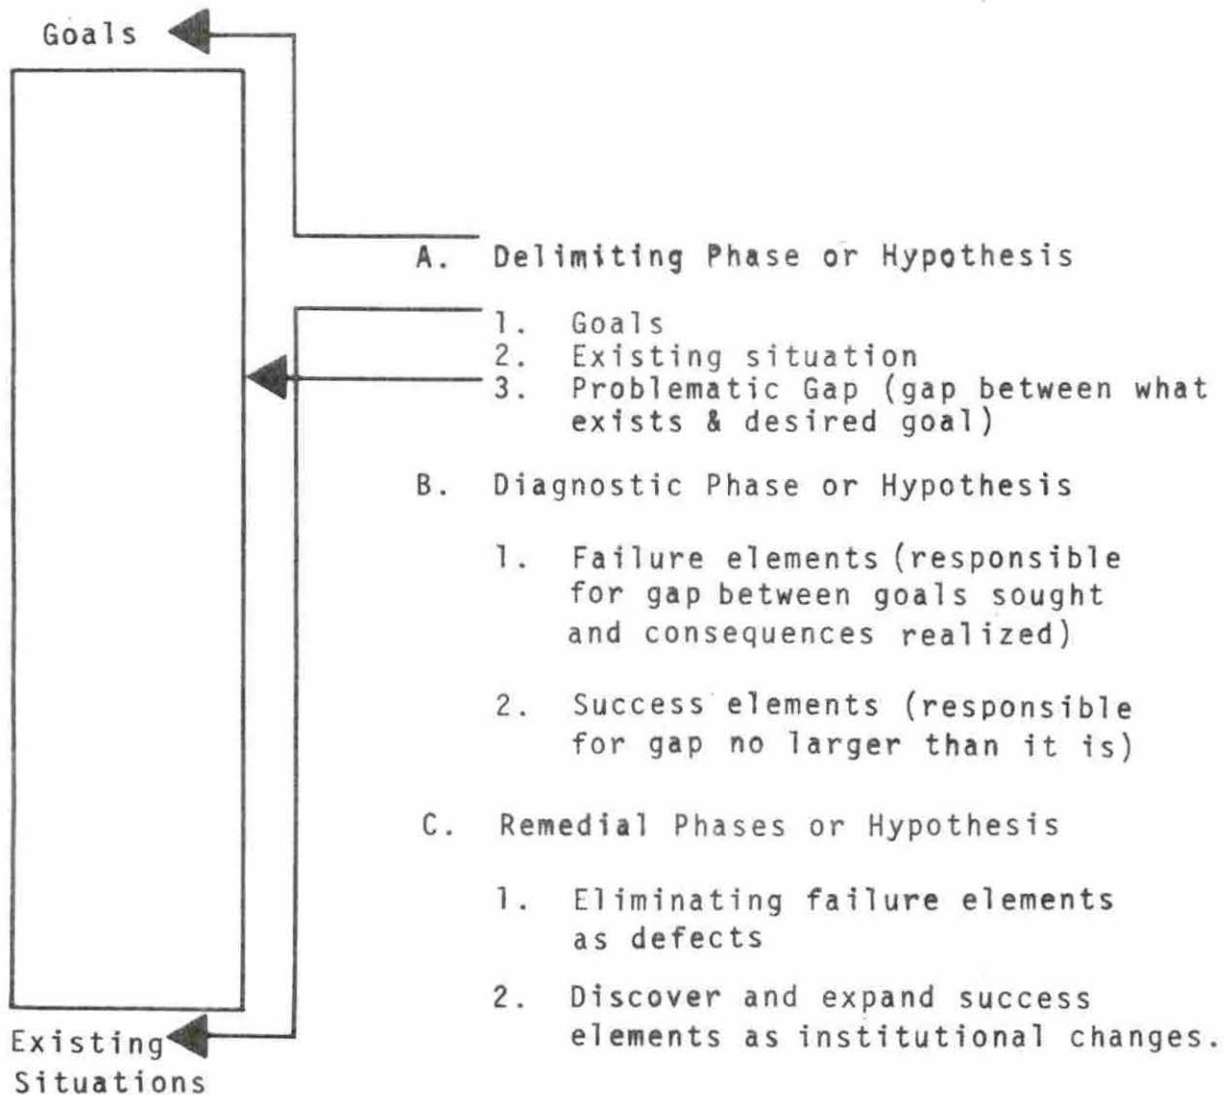 Goals
A. Delimiting Phase or Hypothesis
1. Goals
2. Existing situation
3. Problematic Gap (gap between what
exists & desired goal)
B. Diagnostic Phase or Hypothesis
1. Failure elements (responsible
for gap between goals sought
and consequences realized)
2. Success elements (responsible
for gap no larger than it is)
C. Remedial Phases or Hypothesis
1. Eliminating failure elements
as defects
2. Discover and expand success
elements as institutional changes.
Existing
Situations